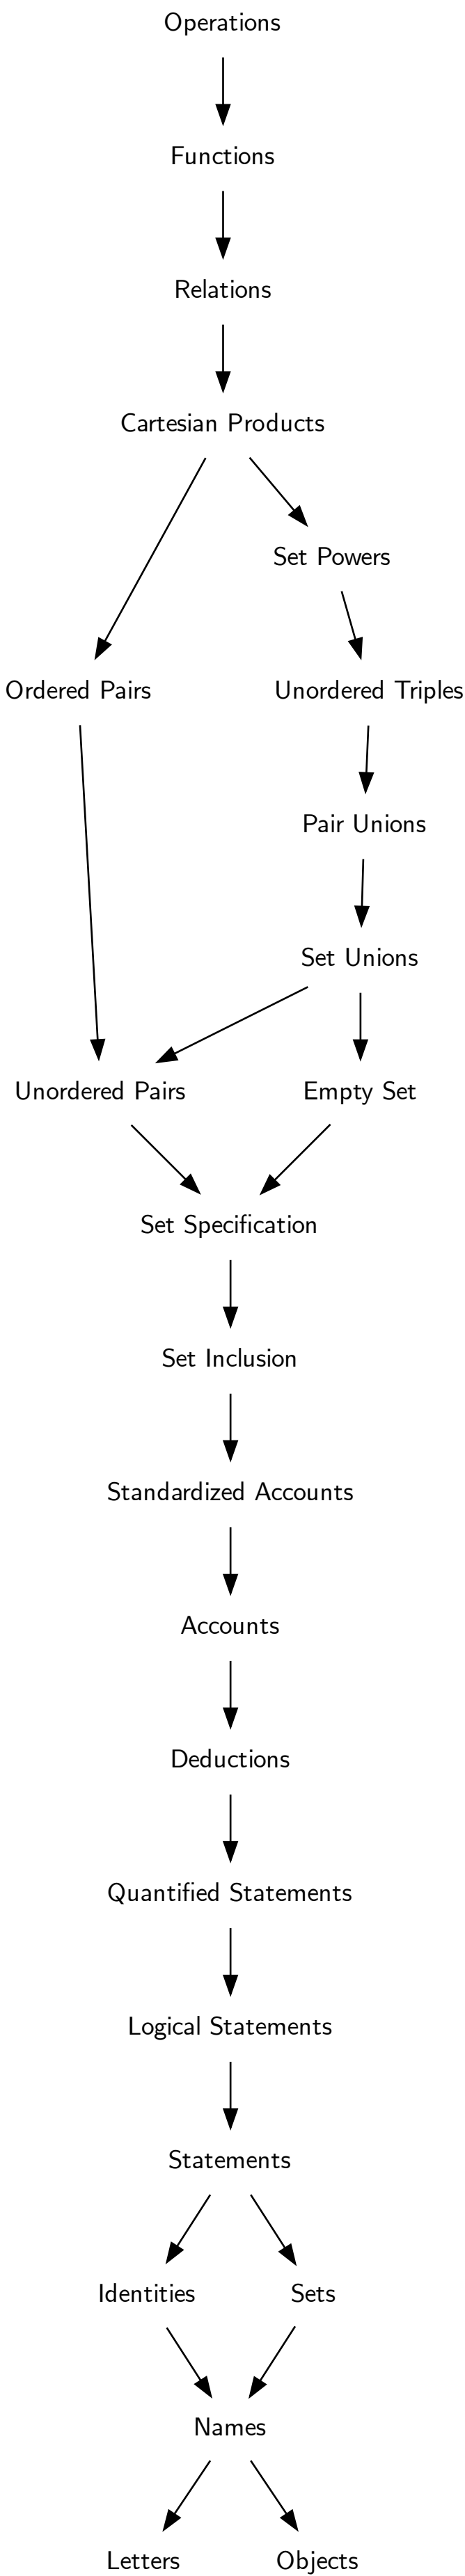 Operations
Functions
Relations
Cartesian Products
Set Powers
Ordered Pairs
Unordered Triples
Pair Unions
Set Unions
Unordered Pairs
Empty Set
Set Specification
Set Inclusion
Standardized Accounts
Accounts
Deductions
Quantified Statements
Logical Statements
Statements
Identities
Sets
Names
Letters
Objects